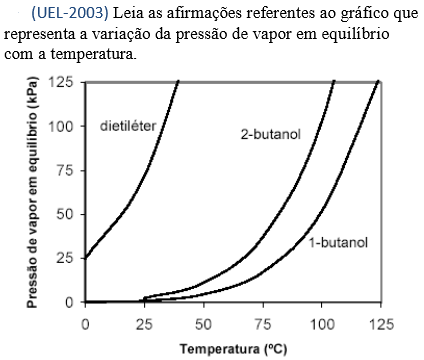 (UEL-2003) Leia as afirmações referentes ao gráfico que
representa a variação da pressão de vapor em equilíbrio
com a temperatura.
Pressão de vapor em equilíbrio (kPa)
125
100
75
50
25
0
dietiléter
2-butanol
1-butanol
0 25 50 75 100 125
Temperatura (ºC)